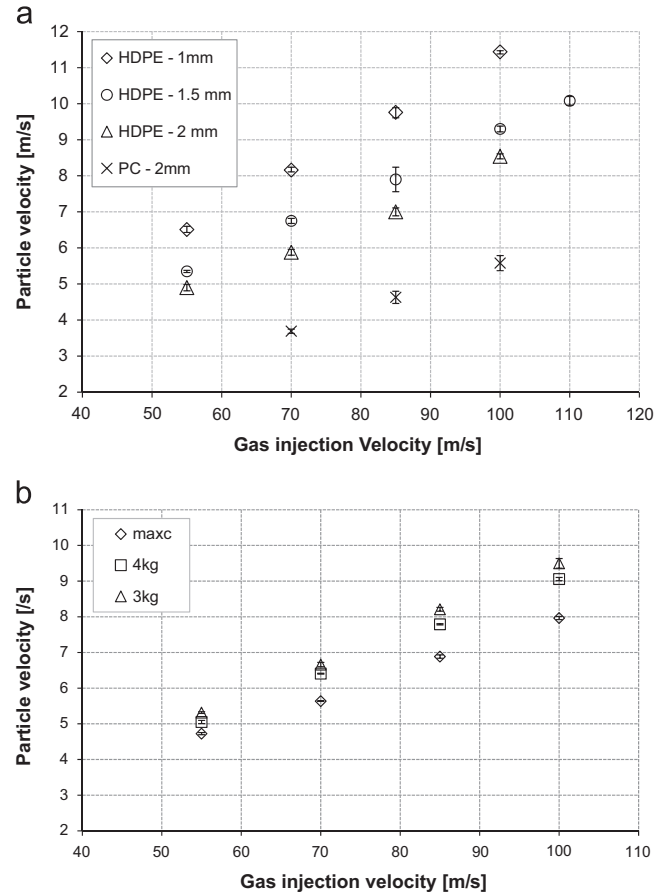 a
12
11
10
9
8
7
6
5
4
3
2
Particle velocity [m/s]
HDPE - 1mm
HDPE - 1.5 mm
HDPE - 2 mm
PC - 2mm
40 50 60 70 80 90 100 110 120
Gas injection Velocity [m/s]
b
11
10
9
8
7
6
5
4
3
2
Particle velocity [/s]
maxc
4kg
3kg
40 50 60 70 80 90 100 110
Gas injection velocity [m/s]